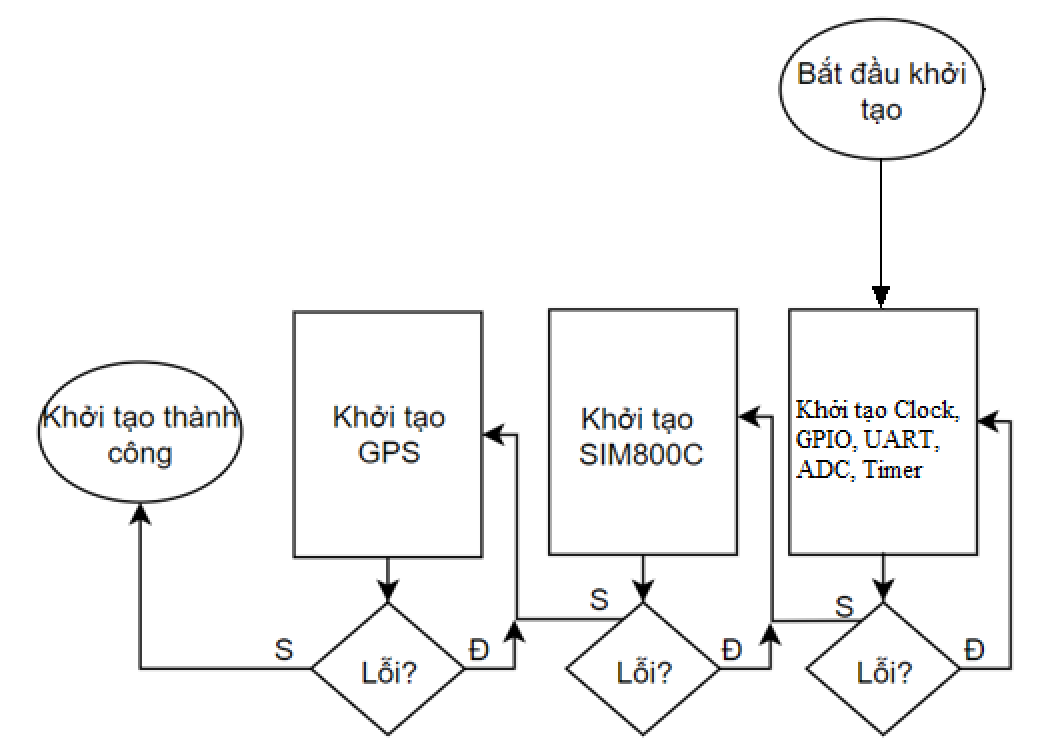 Bắt đầu khởi
tạo
Khởi tạo thành
công
Khởi tạo
GPS
Khởi tạo
SIM800C
Khởi tạo Clock,
GPIO, UART,
ADC, Timer
S
Lỗi?
Đ
S
Lỗi?
Đ
S
Lỗi?
Đ